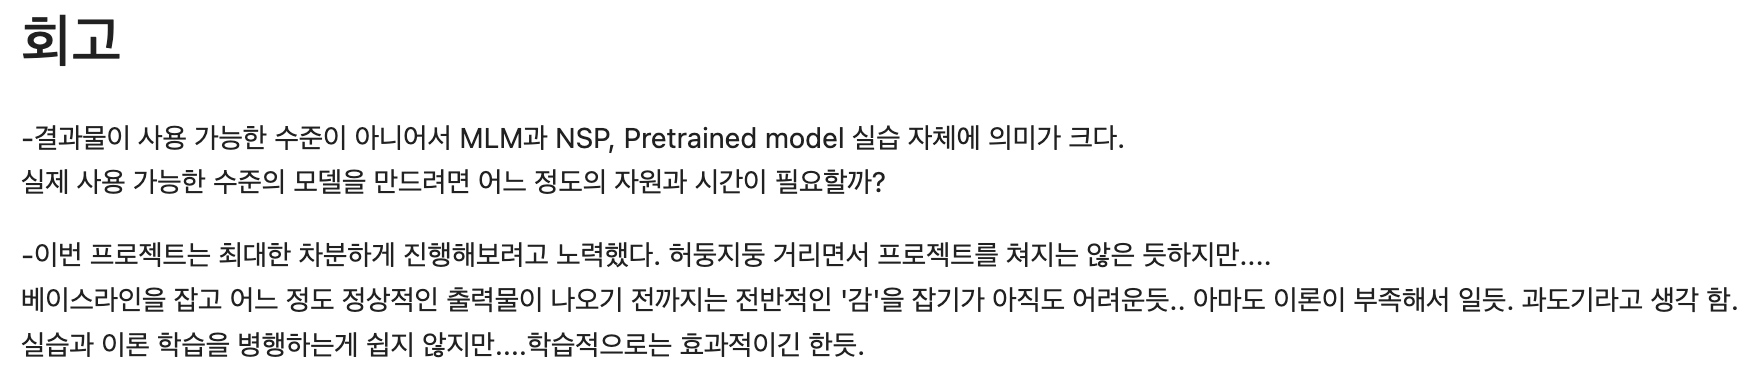 회고
-결과물이 사용 가능한 수준이 아니어서 MLM과 NSP, Pretrained model 실습 자체에 의미가 크다.
실제 사용 가능한 수준의 모델을 만드려면 어느 정도의 자원과 시간이 필요할까?
-이번 프로젝트는 최대한 차분하게 진행해보려고 노력했다. 허둥지둥 거리면서 프로젝트를 쳐지는 않은 듯하지만....
베이스라인을 잡고 어느 정도 정상적인 출력물이 나오기 전까지는 전반적인 '감'을 잡기가 아직도 어려운듯.. 아마도 이론이 부족해서 일듯. 과도기라고 생각 함.
실습과 이론 학습을 병행하는게 쉽지 않지만....학습적으로는 효과적이긴 한듯.